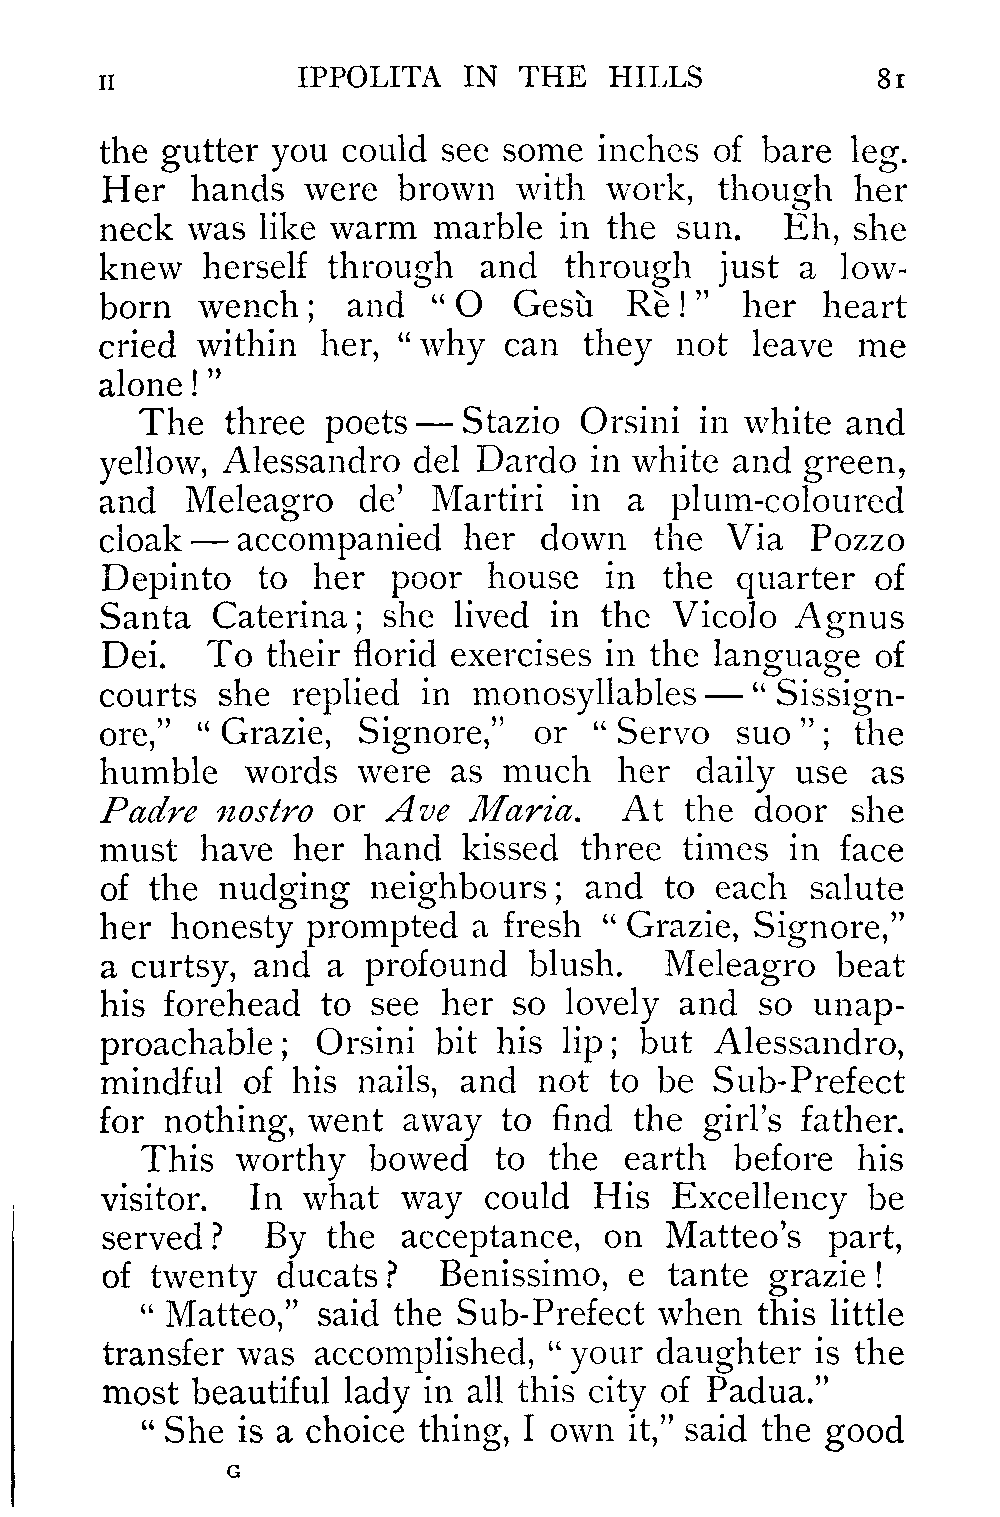 II IPPOLITA IN THE HILLS 81
the gutter you could see some inches of bare leg.
Her hands were brown with work, though her
neck was like warm marble in the sun. Eh, she
knew herself through and through just a low-
born wench; and “O Gesù Rè!” her heart
cried within her, “why can they not leave me
alone!”
The three poets—Stazio Orsini in white and
yellow, Alessandro del Dardo in white and green,
and Meleagro de’ Martiri in a plum-coloured
cloak—accompanied her down the Via Pozzo
Depinto to her poor house in the quarter of
Santa Caterina; she lived in the Vicolo Agnus
Dei. To their florid exercises in the language of
courts she replied in monosyllables—“Sissign-
ore,” “Grazie, Signore,” or “Servo suo”; the
humble words were as much her daily use as
Padre nostro or Ave Maria. At the door she
must have her hand kissed three times in face
of the nudging neighbours; and to each salute
her honesty prompted a fresh “Grazie, Signore,”
a curtsy, and a profound blush. Meleagro beat
his forehead to see her so lovely and so unap-
proachable; Orsini bit his lip; but Alessandro,
mindful of his nails, and not to be Sub-Prefect
for nothing, went away to find the girl’s father.
This worthy bowed to the earth before his
visitor. In what way could His Excellency be
served? By the acceptance, on Matteo’s part,
of twenty ducats? Benissimo, e tante grazie!
“Matteo,” said the Sub-Prefect when this little
transfer was accomplished, “your daughter is the
most beautiful lady in all this city of Padua.”
“She is a choice thing, I own it,” said the good
G